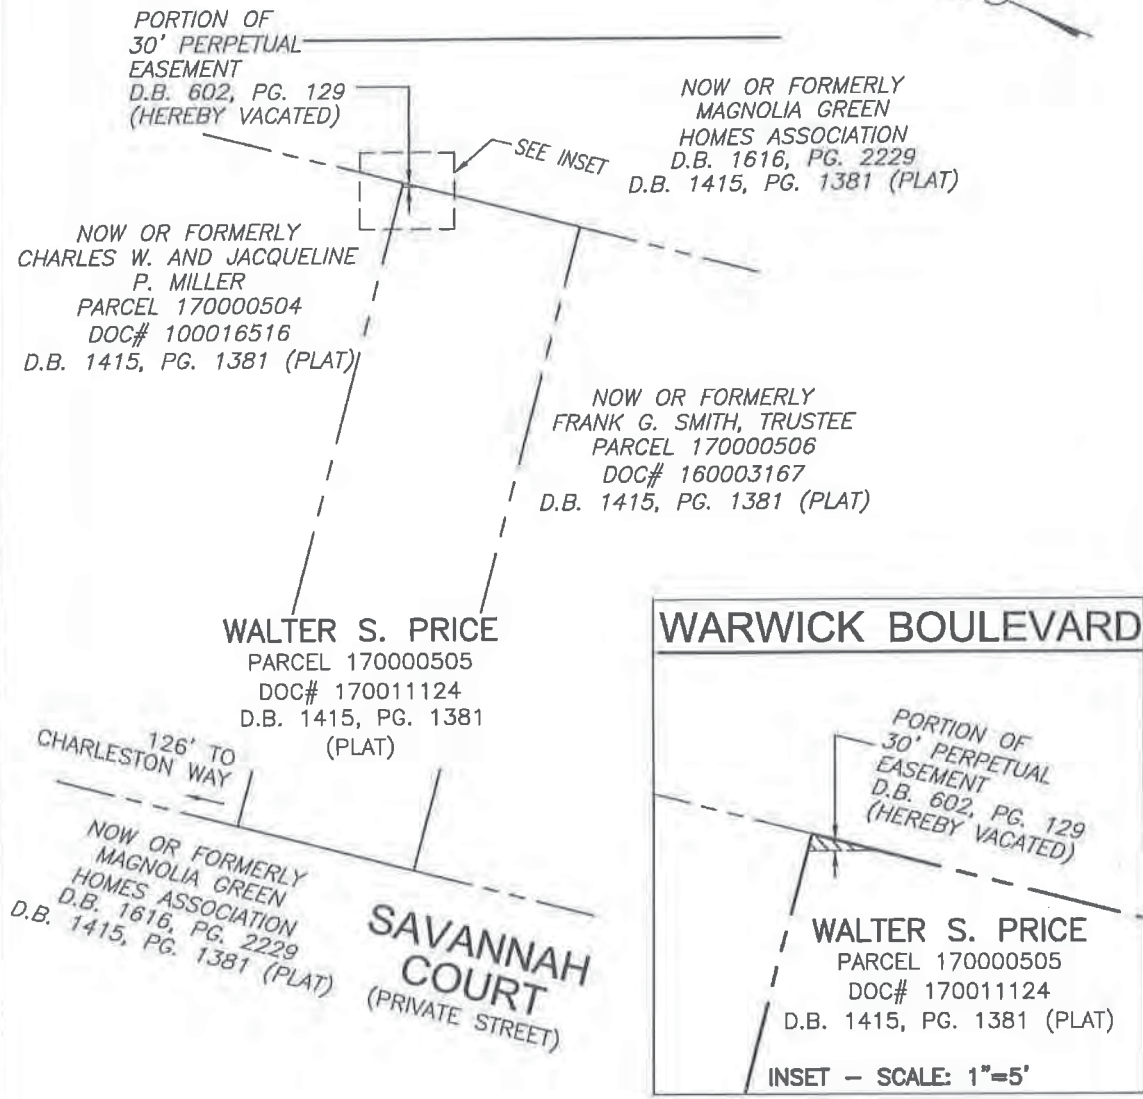 PORTION OF
30' PERPETUAL
EASEMENT
D.B. 602, PG. 129
(HEREBY VACATED)
NOW OR FORMERLY
MAGNOLIA GREEN
HOMES ASSOCIATION
D.B. 1616, PG. 2229
D.B. 1415, PG. 1381 (PLAT)
SEE INSET
NOW OR FORMERLY
CHARLES W. AND JACQUELINE
P. MILLER
PARCEL 170000504
DOC# 100016516
D.B. 1415, PG. 1381 (PLAT)
NOW OR FORMERLY
FRANK G. SMITH, TRUSTEE
PARCEL 170000506
DOC# 160003167
D.B. 1415, PG. 1381 (PLAT)
WALTER S. PRICE
PARCEL 170000505
DOC# 170011124
D.B. 1415, PG. 1381
(PLAT)
126' TO
CHARLESTON WAY
NOW OR FORMERLY
MAGNOLIA GREEN
HOMES ASSOCIATION
D.B. 1616, PG. 2229
D.B. 1415, PG. 1381 (PLAT)
SAVANNAH
COURT
(PRIVATE STREET)
WARWICK BOULEVARD
PORTION OF
30' PERPETUAL
EASEMENT
D.B. 602, PG. 129
(HEREBY VACATED)
WALTER S. PRICE
PARCEL 170000505
DOC# 170011124
D.B. 1415, PG. 1381 (PLAT)
INSET – SCALE: 1"=5'